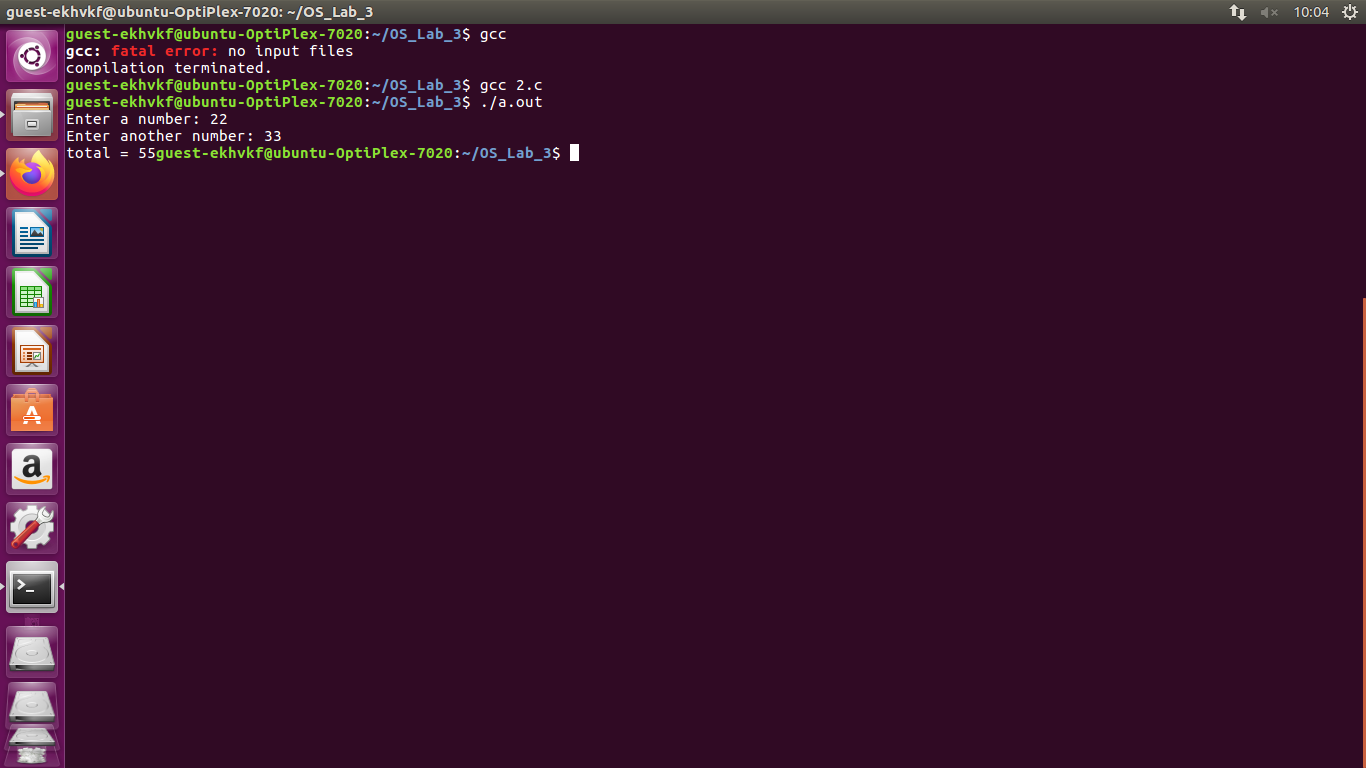 guest-ekhvkf@ubuntu-OptiPlex-7020: ~/OS_Lab_3
10:04
guest-ekhvkf@ubuntu-OptiPlex-7020:~/OS_Lab_3$ gcc
gcc: fatal error: no input files
compilation terminated.
guest-ekhvkf@ubuntu-OptiPlex-7020:~/OS_Lab_3$ gcc 2.c
guest-ekhvkf@ubuntu-OptiPlex-7020:~/OS_Lab_3$ ./a.out
Enter a number: 22
Enter another number: 33
total = 55guest-ekhvkf@ubuntu-OptiPlex-7020:~/OS_Lab_3$